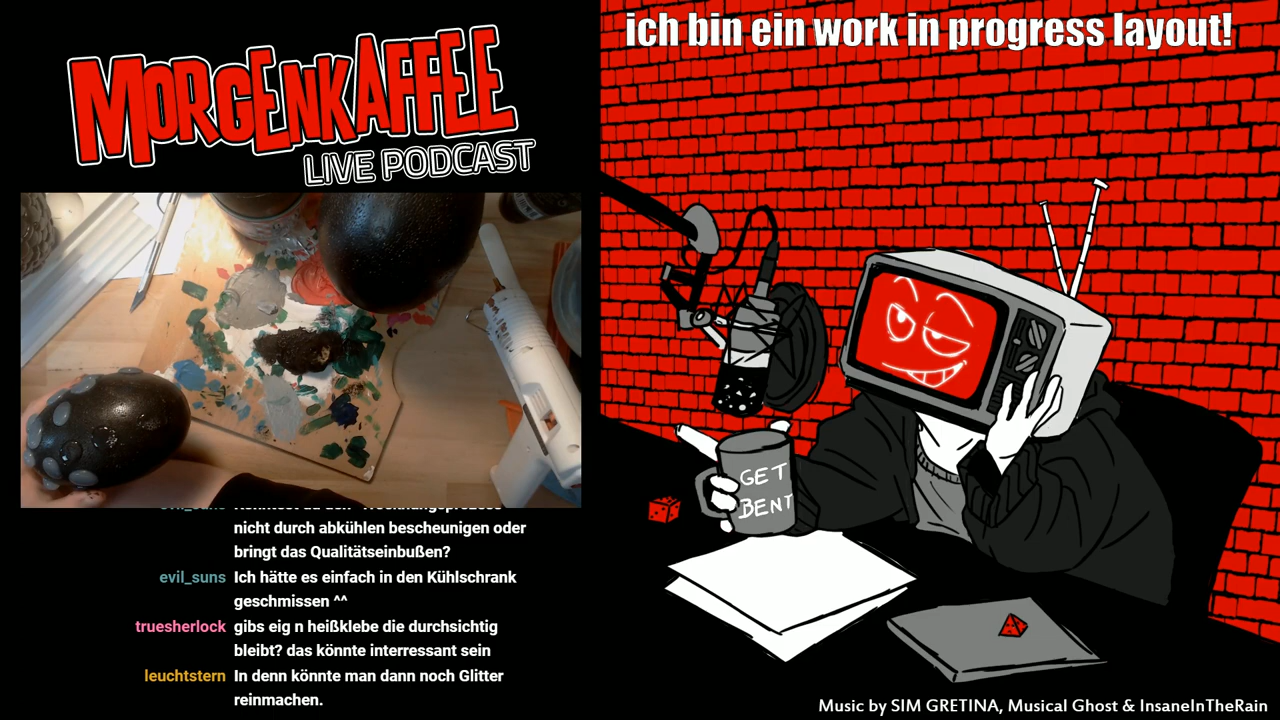 ich bin ein work in progress layout!
MORGENKAFFEE
LIVE PODCAST
GET
BENT
nicht durch abkühlen bescheunigen oder
bringt das Qualitätseinbußen?
evil_suns Ich hätte es einfach in den Kühlschrank
geschmissen ^^
truesherlock gibs eig n heißklebe die durchsichtig
bleibt? das könnte interressant sein
leuchtstern In denn könnte man dann noch Glitter
reinmachen.
Music by SIM GRETINA, Musical Ghost & InsaneInTheRain